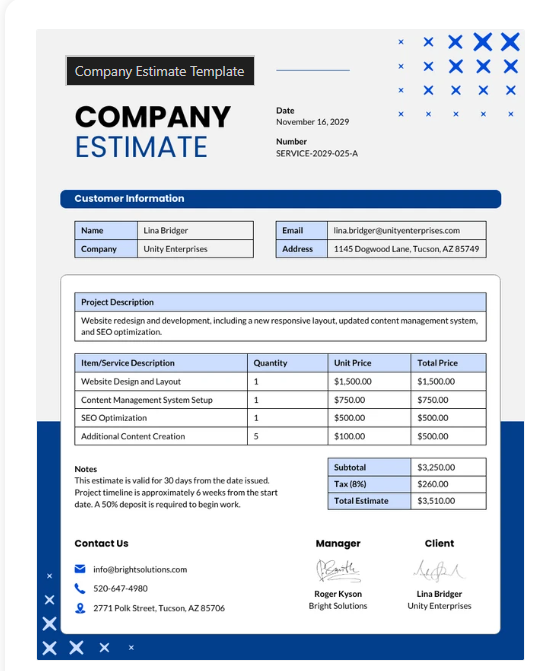 Company Estimate Template
COMPANY
ESTIMATE
Date
November 16, 2029
Number
SERVICE-2029-025-A
Customer Information
Name Lina Bridger
Company Unity Enterprises
Email lina.bridger@unityenterprises.com
Address 1145 Dogwood Lane, Tucson, AZ 85749
Project Description
Website redesign and development, including a new responsive layout, updated content management system,
and SEO optimization.
Item/Service Description Quantity Unit Price Total Price
Website Design and Layout 1 $1,500.00 $1,500.00
Content Management System Setup 1 $750.00 $750.00
SEO Optimization 1 $500.00 $500.00
Additional Content Creation 5 $100.00 $500.00
Notes
This estimate is valid for 30 days from the date issued.
Project timeline is approximately 6 weeks from the start
date. A 50% deposit is required to begin work.
Subtotal $3,250.00
Tax (8%) $260.00
Total Estimate $3,510.00
Contact Us
info@brightsolutions.com
520-647-4980
2771 Polk Street, Tucson, AZ 85706
Manager
Roger Kyson
Bright Solutions
Client
Lina Bridger
Unity Enterprises